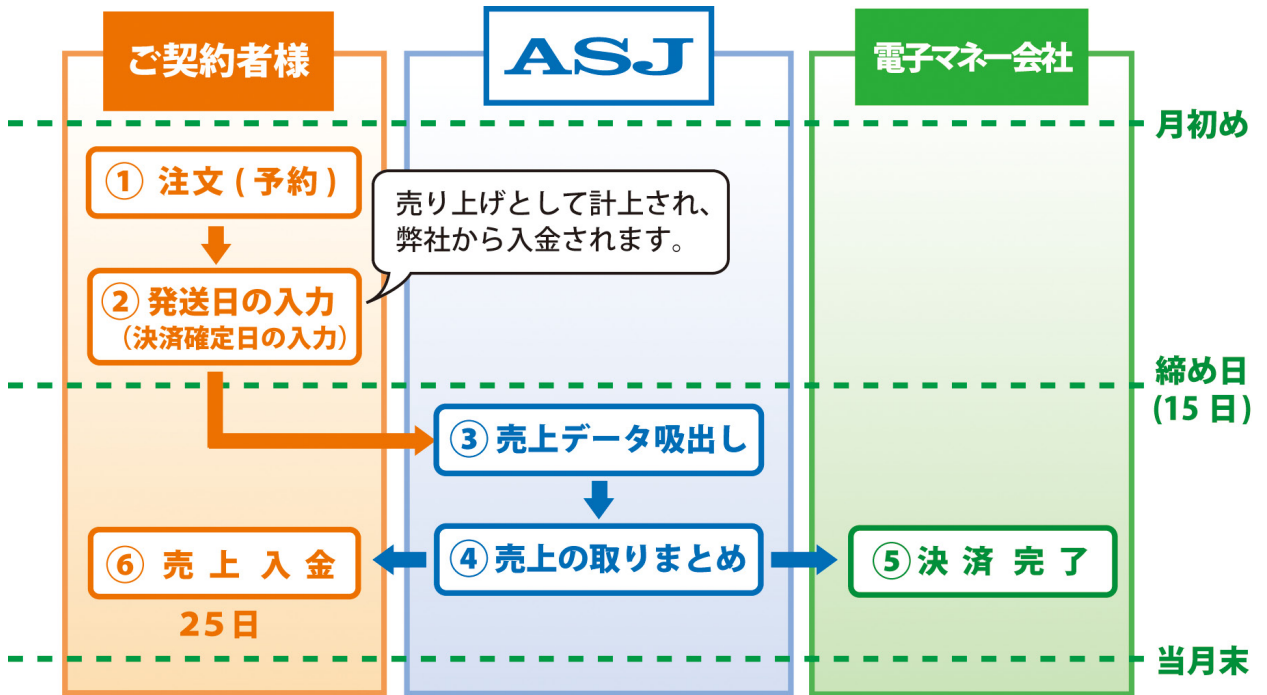 ご契約者様
ASJ
電子マネー会社
月初め
① 注文(予約)
売り上げとして計上され、
弊社から入金されます。
② 発送日の入力
（決済確定日の入力）
締め日
(15日)
③ 売上データ吸出し
⑥ 売上入金
④ 売上の取りまとめ
⑤ 決済完了
25日
当月末